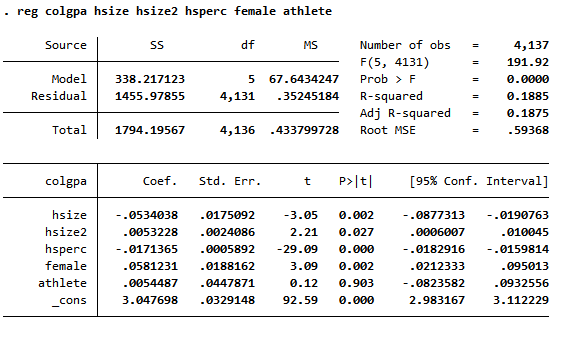 . reg colgpa hsize hsize2 hsperc female athlete
Source SS df MS Number of obs = 4,137
F(5, 4131) = 191.92
Model 338.217123 5 67.6434247 Prob > F = 0.0000
Residual 1455.97855 4,131 .35245184 R-squared = 0.1885
Adj R-squared = 0.1875
Total 1794.19567 4,136 .433799728 Root MSE = .59368
colgpa Coef. Std. Err. t P>|t| [95% Conf. Interval]
hsize -.0534038 .0175092 -3.05 0.002 -.0877313 -.0190763
hsize2 .0053228 .0024086 2.21 0.027 .0006007 .010045
hsperc -.0171365 .0005892 -29.09 0.000 -.0182916 -.0159814
female .0581231 .0188162 3.09 0.002 .0212333 .095013
athlete .0054487 .0447871 0.12 0.903 -.0823582 .0932556
_cons 3.047698 .0329148 92.59 0.000 2.983167 3.112229